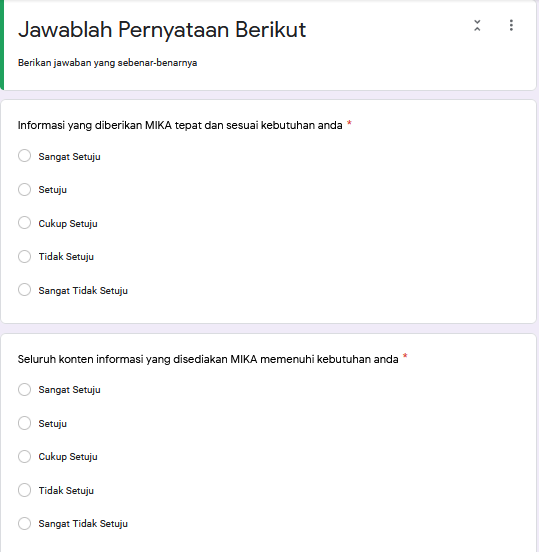 Jawablah Pernyataan Berikut
Berikan jawaban yang sebenar-benarnya
Informasi yang diberikan MIKA tepat dan sesuai kebutuhan anda *
Sangat Setuju
Setuju
Cukup Setuju
Tidak Setuju
Sangat Tidak Setuju
Seluruh konten informasi yang disediakan MIKA memenuhi kebutuhan anda *
Sangat Setuju
Setuju
Cukup Setuju
Tidak Setuju
Sangat Tidak Setuju